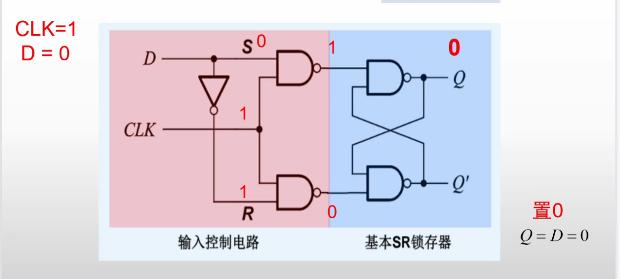 CLK=1
D = 0
S 0
1
0
D
Q
1
CLK
1
Q'
R
0
置0
输入控制电路
基本SR锁存器
Q = D = 0